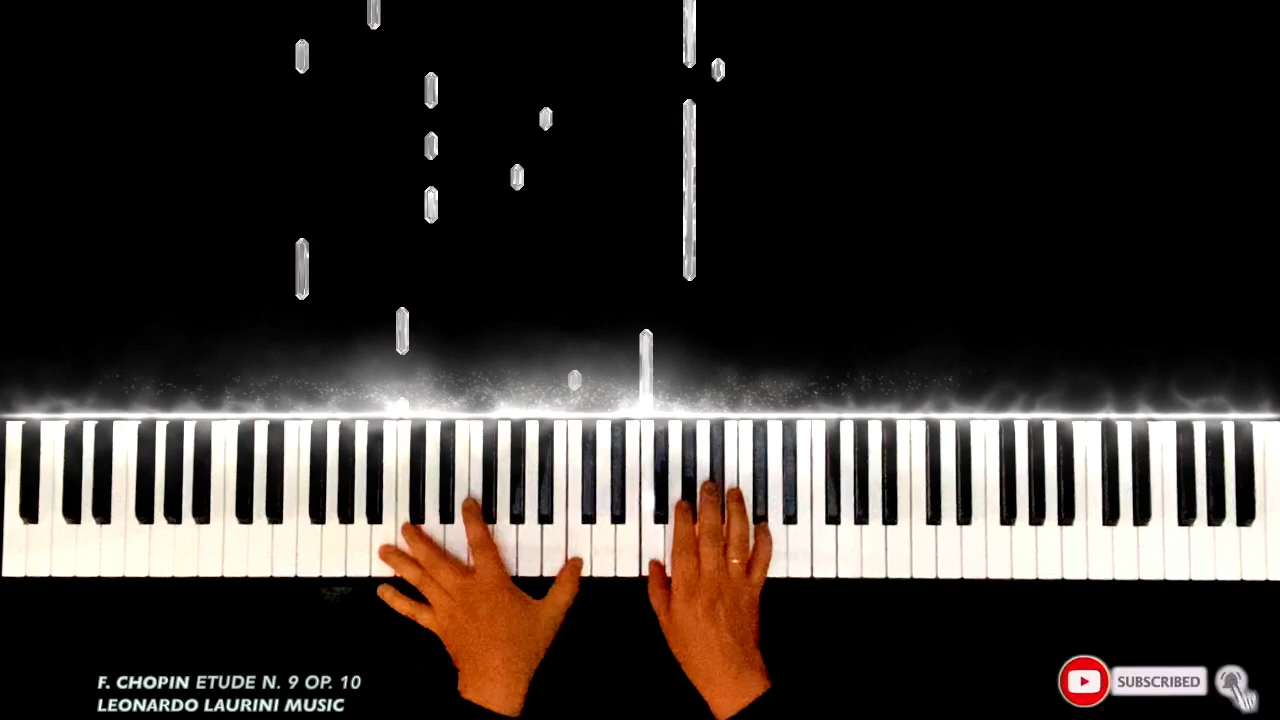 F. CHOPIN ETUDE N. 9 OP. 10
LEONARDO LAURINI MUSIC
SUBSCRIBED